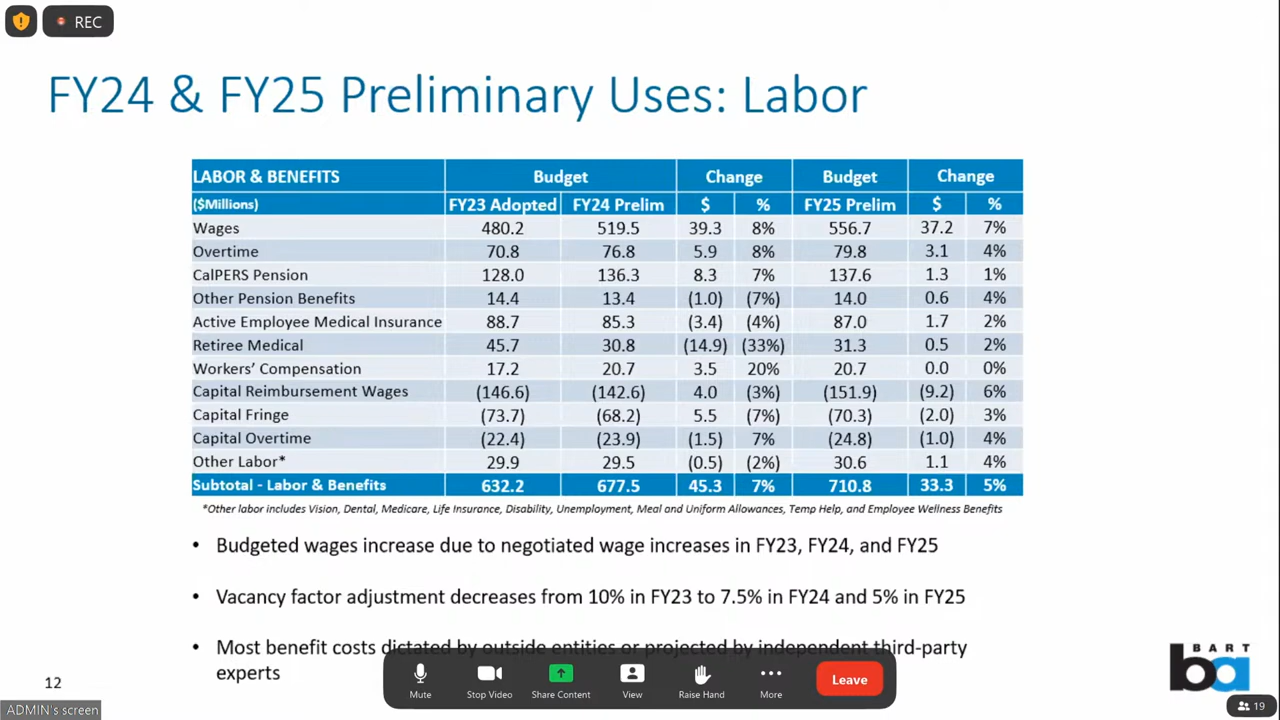 REC
FY24 & FY25 Preliminary Uses: Labor
LABOR & BENEFITS Budget Change Budget Change
($Millions) FY23 Adopted FY24 Prelim $ % FY25 Prelim $ %
Wages 480.2 519.5 39.3 8% 556.7 37.2 7%
Overtime 70.8 76.8 5.9 8% 79.8 3.1 4%
CalPERS Pension 128.0 136.3 8.3 7% 137.6 1.3 1%
Other Pension Benefits 14.4 13.4 (1.0) (7%) 14.0 0.6 4%
Active Employee Medical Insurance 88.7 85.3 (3.4) (4%) 87.0 1.7 2%
Retiree Medical 45.7 30.8 (14.9) (33%) 31.3 0.5 2%
Workers' Compensation 17.2 20.7 3.5 20% 20.7 0.0 0%
Capital Reimbursement Wages (146.6) (142.6) 4.0 (3%) (151.9) (9.2) 6%
Capital Fringe (73.7) (68.2) 5.5 (7%) (70.3) (2.0) 3%
Capital Overtime (22.4) (23.9) (1.5) 7% (24.8) (1.0) 4%
Other Labor* 29.9 29.5 (0.5) (2%) 30.6 1.1 4%
Subtotal - Labor & Benefits 632.2 677.5 45.3 7% 710.8 33.3 5%
*Other labor includes Vision, Dental, Medicare, Life Insurance, Disability, Unemployment, Meal and Uniform Allowances, Temp Help, and Employee Wellness Benefits
• Budgeted wages increase due to negotiated wage increases in FY23, FY24, and FY25
• Vacancy factor adjustment decreases from 10% in FY23 to 7.5% in FY24 and 5% in FY25
• Most benefit costs dictated by outside entities or projected by independent third-party
experts
Mute Stop Video Share Content View Raise Hand More Leave
BART
ba
12
ADMIN's screen
19